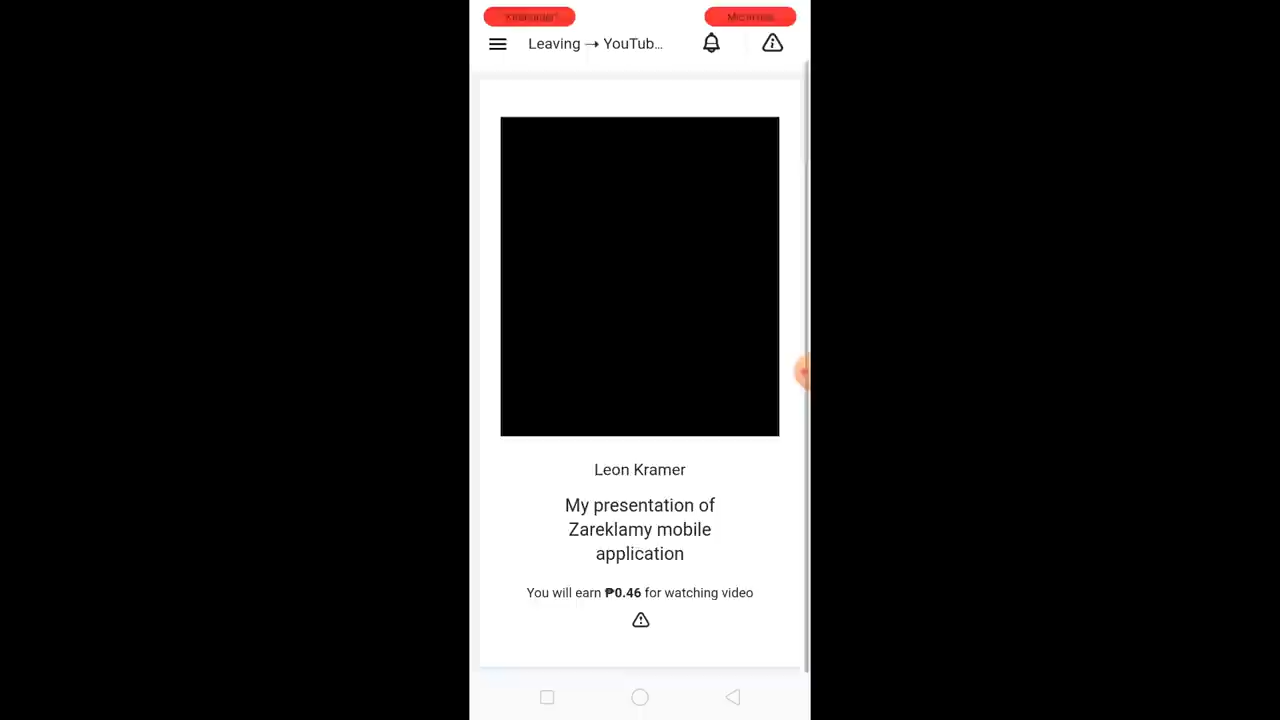 Leaving → YouTub...
Leon Kramer
My presentation of
Zareklamy mobile
application
You will earn ₱0.46 for watching video